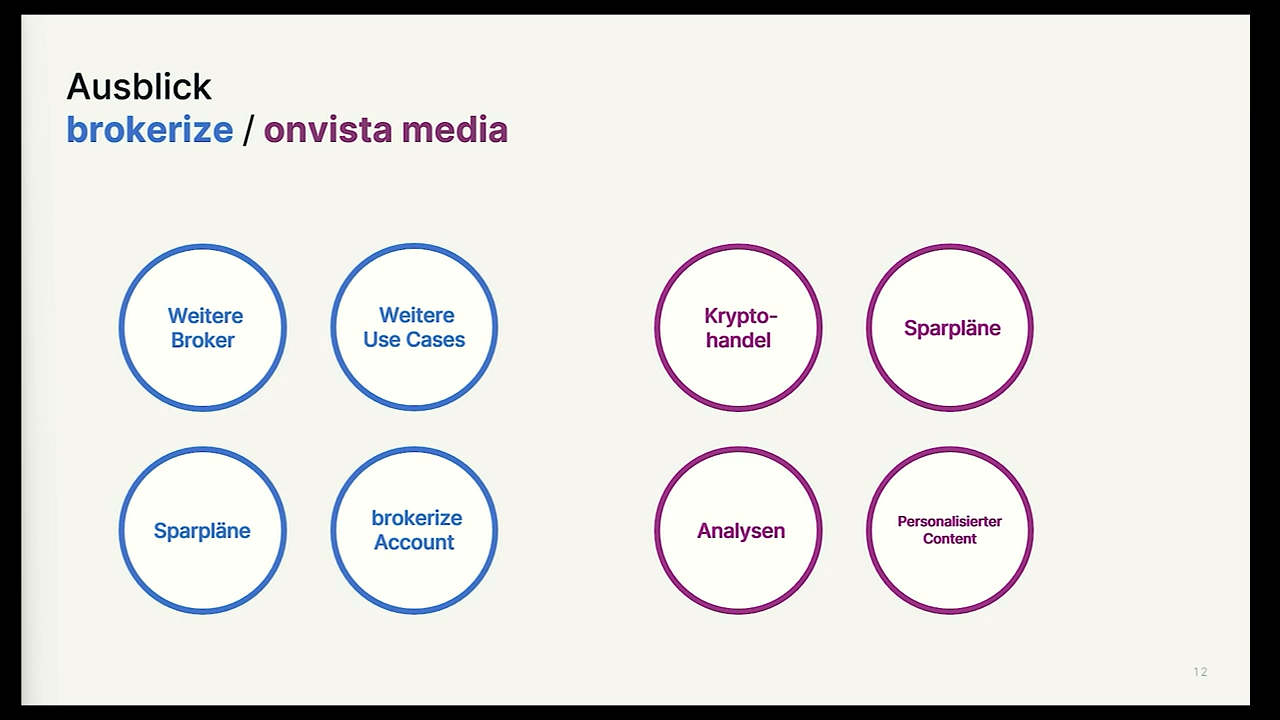 Ausblick
brokerize / onvista media
Weitere
Broker
Weitere
Use Cases
Sparpläne
brokerize
Account
Krypto-
handel
Sparpläne
Analysen
Personalisierter
Content
12